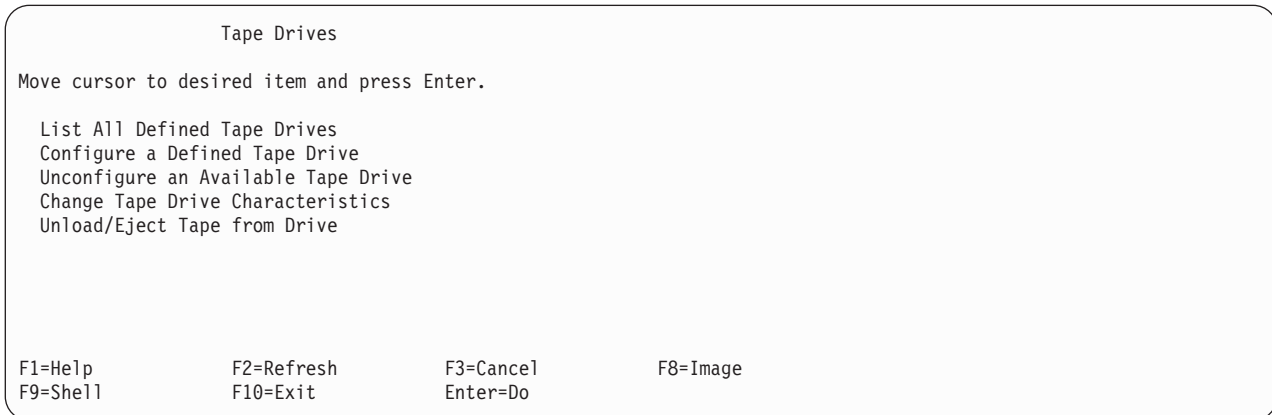 Tape Drives
Move cursor to desired item and press Enter.
List All Defined Tape Drives
Configure a Defined Tape Drive
Unconfigure an Available Tape Drive
Change Tape Drive Characteristics
Unload/Eject Tape from Drive
F1=Help F2=Refresh F3=Cancel F8=Image
F9=Shell F10=Exit Enter=Do